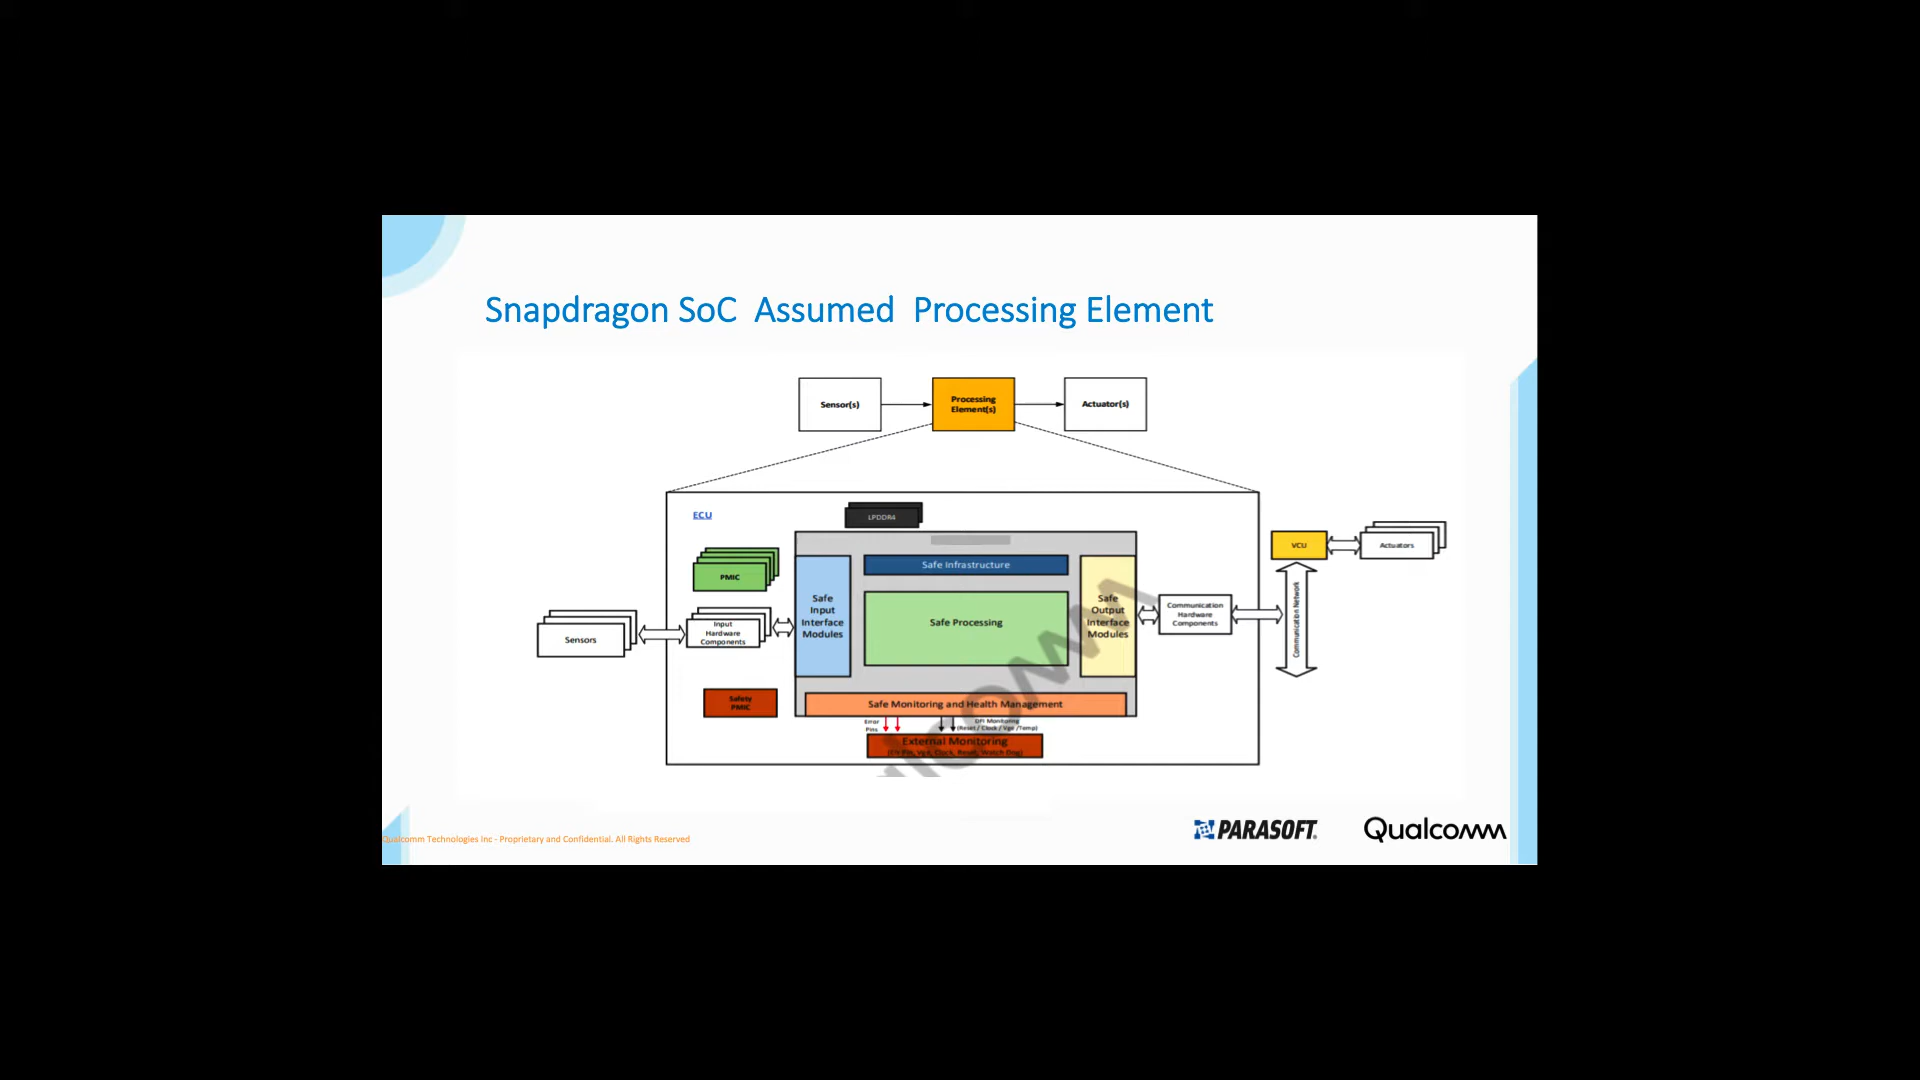 Snapdragon SoC Assumed Processing Element
Sensor(s)
Processing
Element(s)
Actuator(s)
ECU
LPDDR4
PMIC
Safe Infrastructure
Safe
Input
Interface
Modules
Safe Processing
Safe
Output
Interface
Modules
Sensors
Input
Hardware
Components
Communication
Hardware
Components
VCU
Actuators
Communication Network
Safety
PMIC
Safe Monitoring and Health Management
Error
Pins
DFI Monitoring
(Reset / Clock / Vge /Temp)
External Monitoring
(Err Pin, Vge, Clock, Reset, Watch Dog)
Qualcomm Technologies Inc - Proprietary and Confidential. All Rights Reserved
PARASOFT
Qualcomm